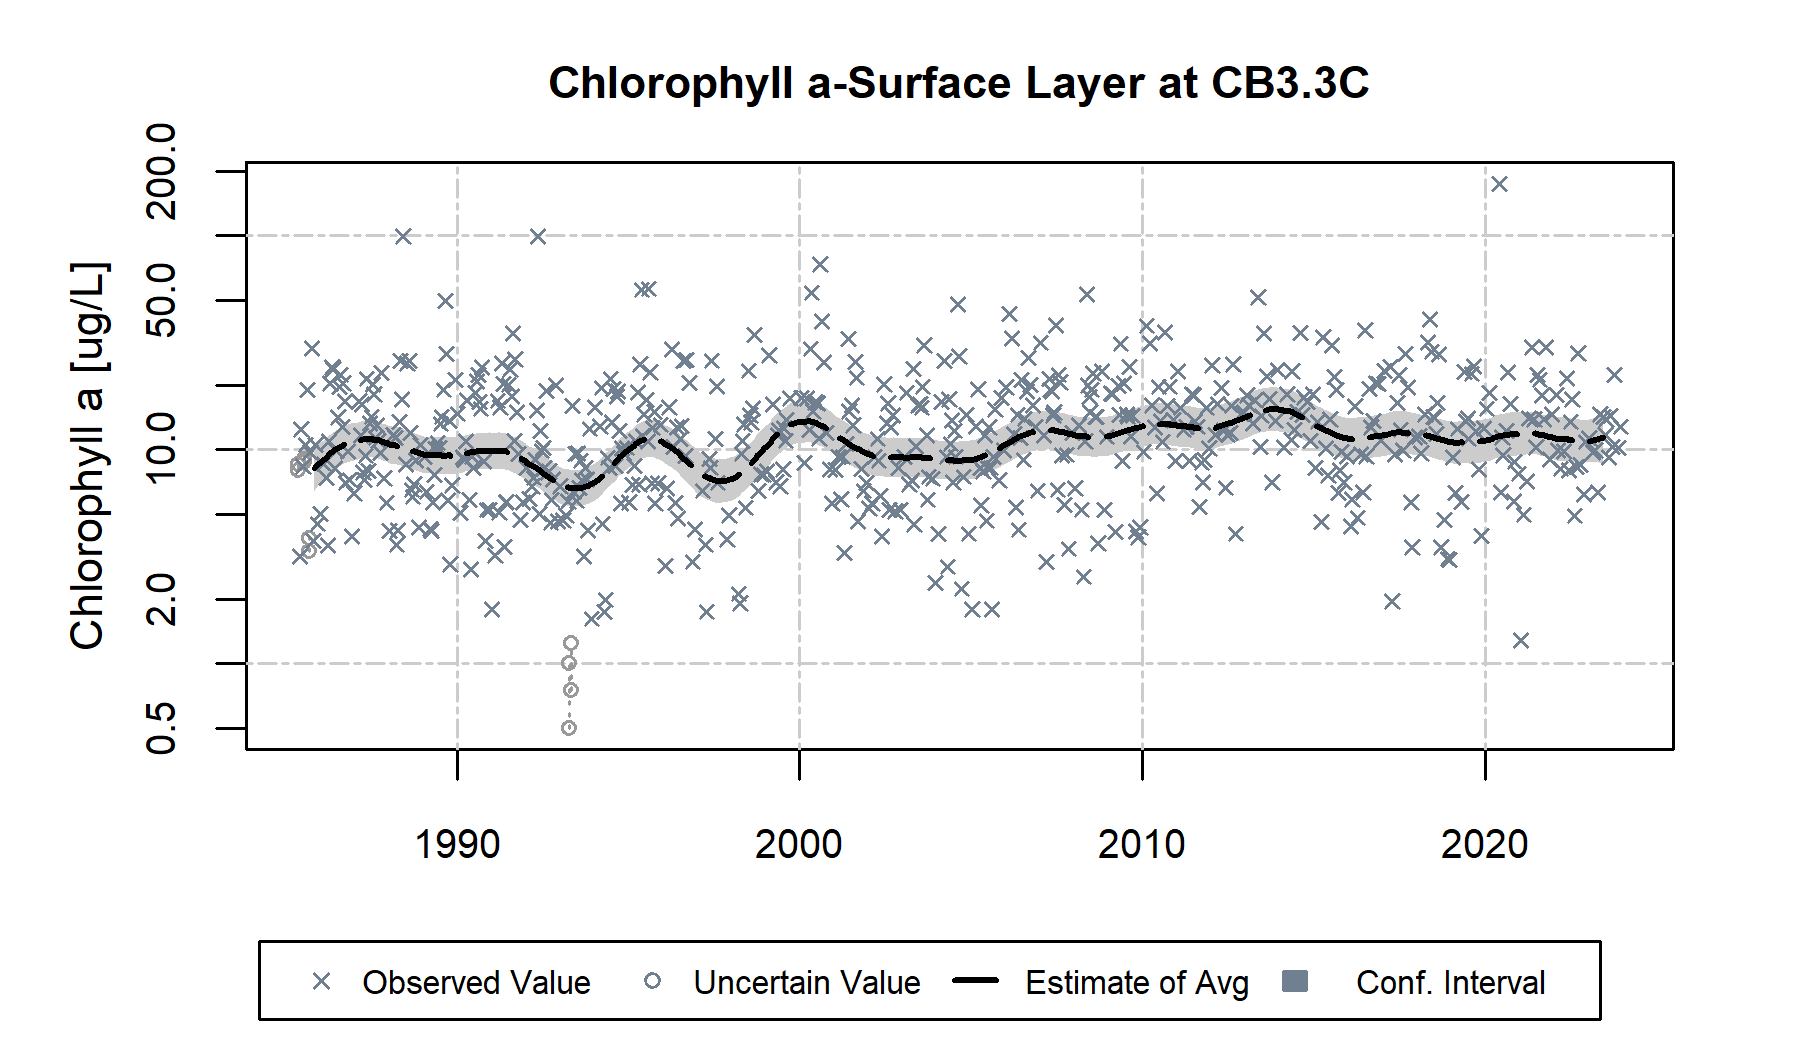 Chlorophyll a-Surface Layer at CB3.3C
Chlorophyll a [ug/L]
200.0
50.0
10.0
2.0
0.5
1990 2000 2010 2020
Observed Value Uncertain Value Estimate of Avg Conf. Interval